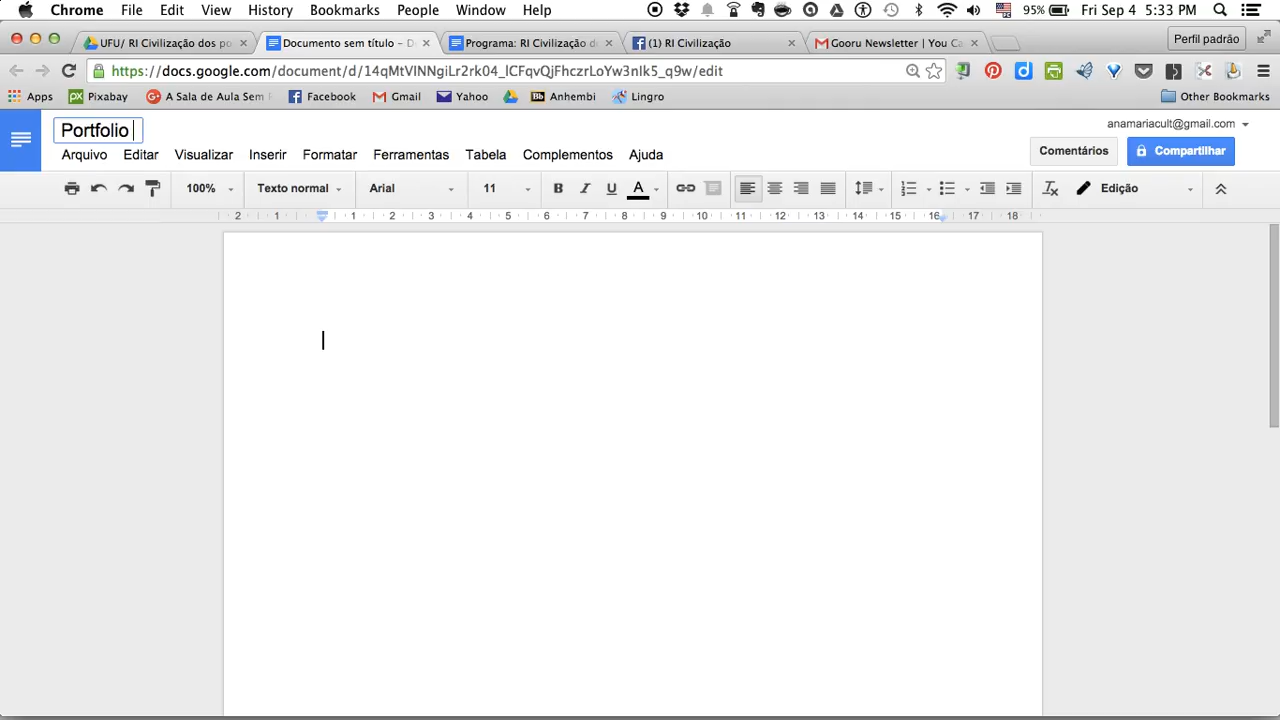 Chrome File Edit View History Bookmarks People Window Help 95% Fri Sep 4 5:33 PM
UFU/ RI Civilização dos po Documento sem título – D Programa: RI Civilização d (1) RI Civilização Gooru Newsletter | You Ca Perfil padrão
https://docs.google.com/document/d/14qMtVINNgiLr2rk04_lCFqvQjFhczrLoYw3nIk5_q9w/edit
Apps Pixabay A Sala de Aula Sem F Facebook Gmail Yahoo Anhembi Lingro Other Bookmarks
Portfolio
anamariacult@gmail.com
Arquivo Editar Visualizar Inserir Formatar Ferramentas Tabela Complementos Ajuda Comentários Compartilhar
100% Texto normal Arial 11 B I U A Edição
2 1 1 2 3 4 5 6 7 8 9 10 11 12 13 14 15 16 17 18